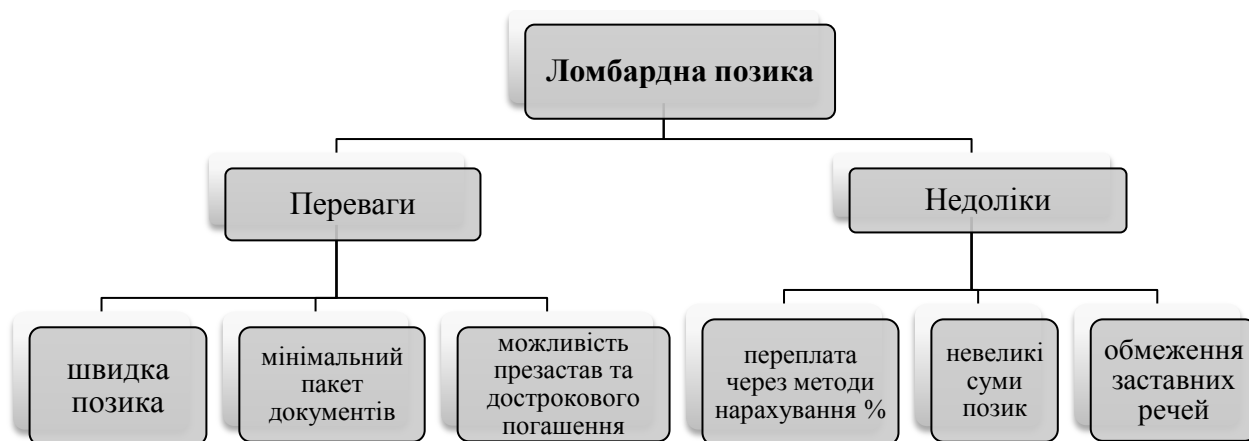 Ломбардна позика
Переваги
Недоліки
швидка
позика
мінімальний
пакет
документів
можливість
презастав та
дострокового
погашення
переплата
через методи
нарахування %
невеликі
суми
позик
обмеження
заставних
речей